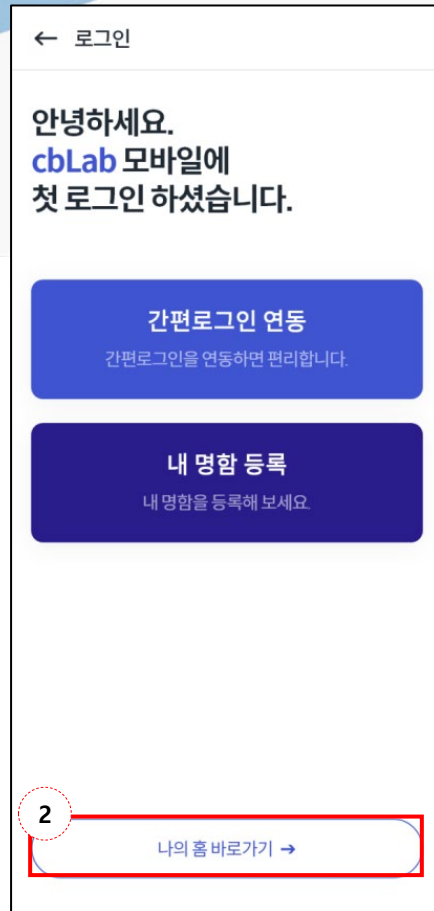 ← 로그인
안녕하세요.
cbLab 모바일에
첫 로그인 하셨습니다.
간편로그인 연동
간편로그인을 연동하면 편리합니다.
내 명함 등록
내 명함을 등록해 보세요.
2
나의 홈 바로가기 →